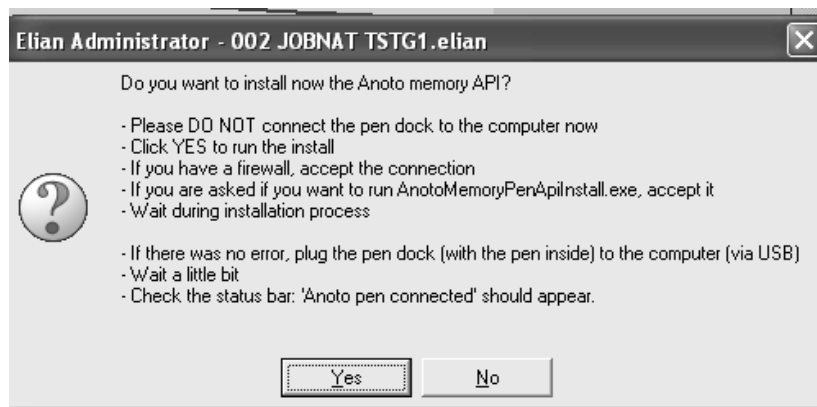 Elian Administrator - 002 JOBNAT TSTG1.elian
Do you want to install now the Anoto memory API?
- Please DO NOT connect the pen dock to the computer now
- Click YES to run the install
- If you have a firewall, accept the connection
- If you are asked if you want to run AnotoMemoryPenApiInstall.exe, accept it
- Wait during installation process
- If there was no error, plug the pen dock (with the pen inside) to the computer (via USB)
- Wait a little bit
- Check the status bar: 'Anoto pen connected' should appear.
Yes No